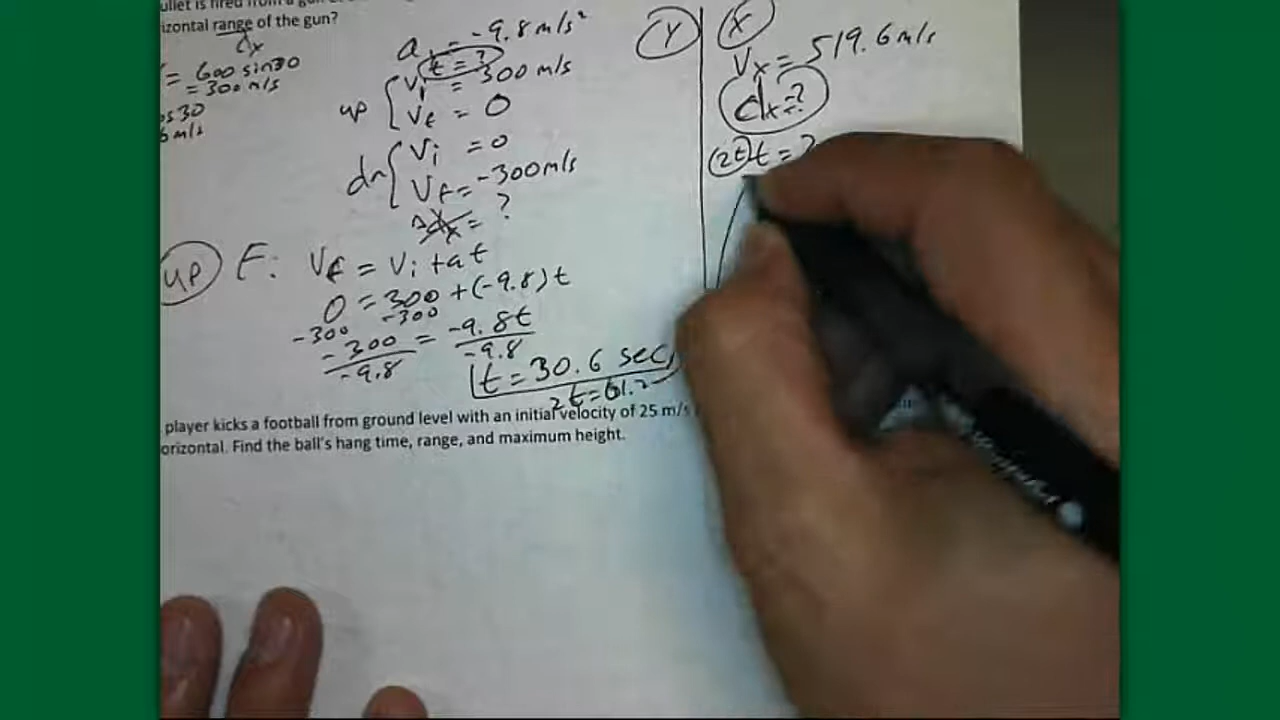 izontal range of the gun?
dx
= 600 sin30
= 300 m/s
os30
m/s
a = -9.8 m/s²
t = ?
up Vi = 300 m/s
Vf = 0
dn Vi = 0
Vf = -300 m/s
= ?
up F: Vf = Vi + at
0 = 300 + (-9.8) t
-300 -300
-300 = -9.8t
-9.8 -9.8
t = 30.6 sec
2t = 61.2
player kicks a football from ground level with an initial velocity of 25 m/s
orizontal. Find the ball's hang time, range, and maximum height.
Y X
Vx = 519.6 m/s
dx = ?
(2t) t = ?